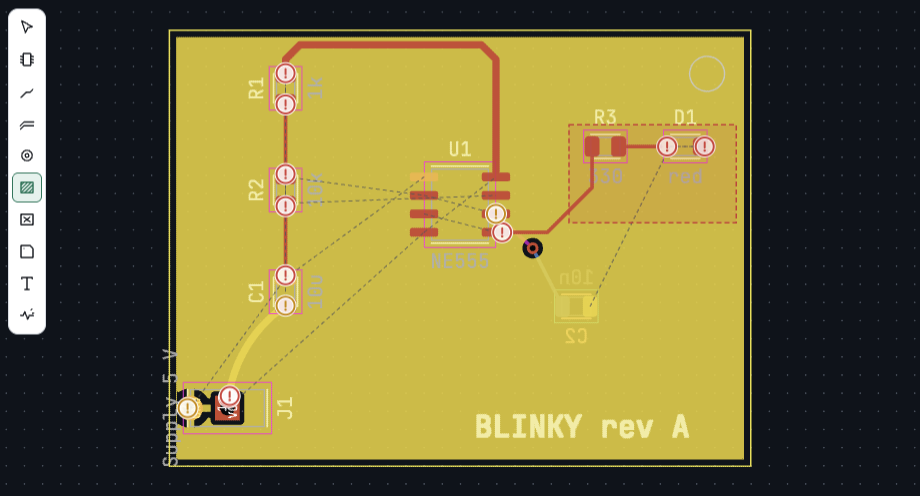 R1
1k
R3
D1
330
red
U1
R2
10k
NE555
C1
10u
10n
C2
Supply 5 V
J1
BLINKY rev A
T